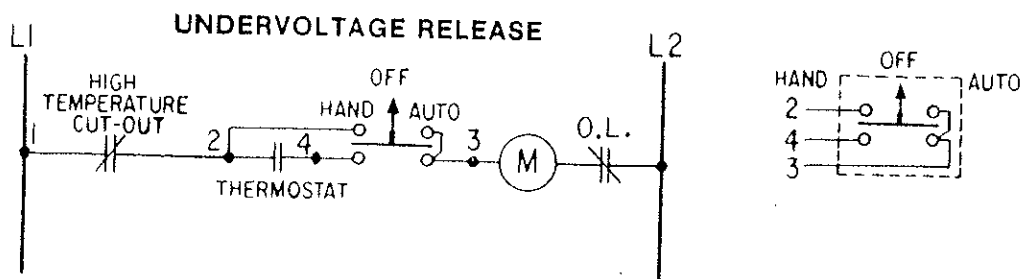 UNDERVOLTAGE RELEASE
L1
L2
HIGH
TEMPERATURE
CUT-OUT
OFF
HAND AUTO
1
2
4
3
M
O.L.
THERMOSTAT
OFF
HAND
AUTO
2
4
3